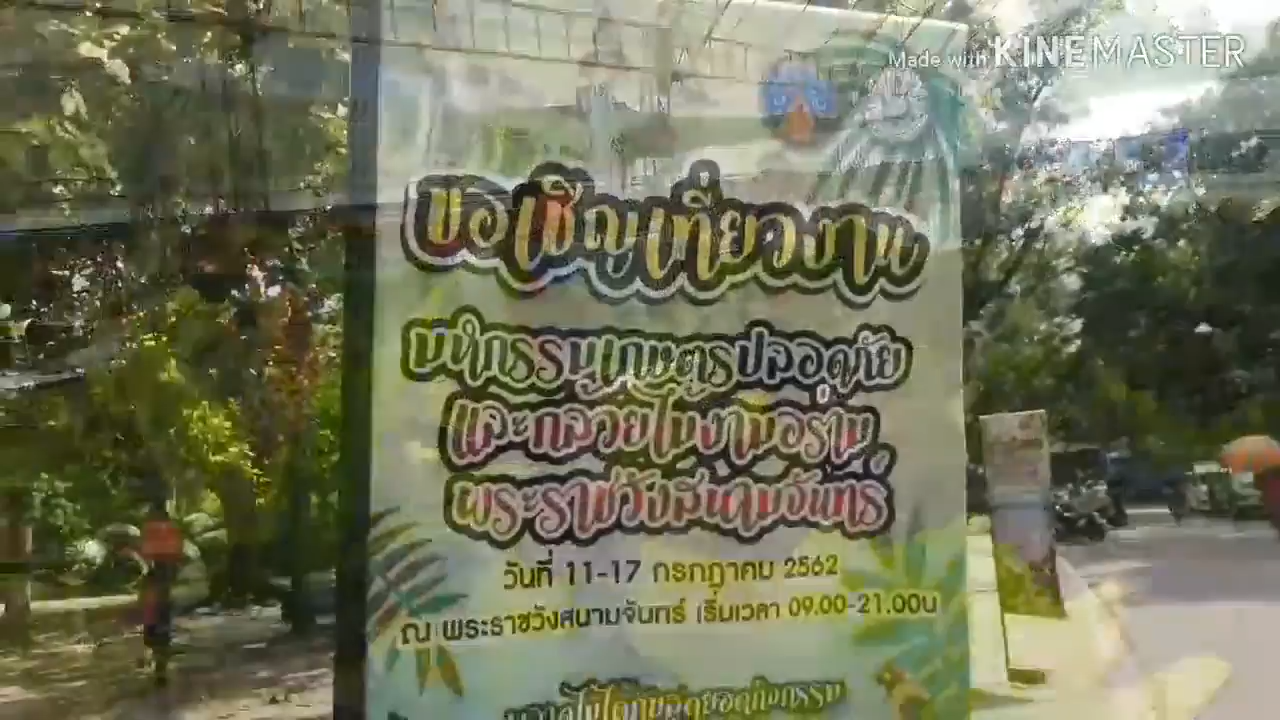 Made with KINEMASTER
ขอเชิญเที่ยวงาน
มหกรรมเกษตรปลอดภัย
และกล้วยไม้งามอร่าม
พระราชวังสนามจันทร์
วันที่ 11-17 กรกฎาคม 2562
ณ พระราชวังสนามจันทร์ เริ่มเวลา 09.00-21.00น